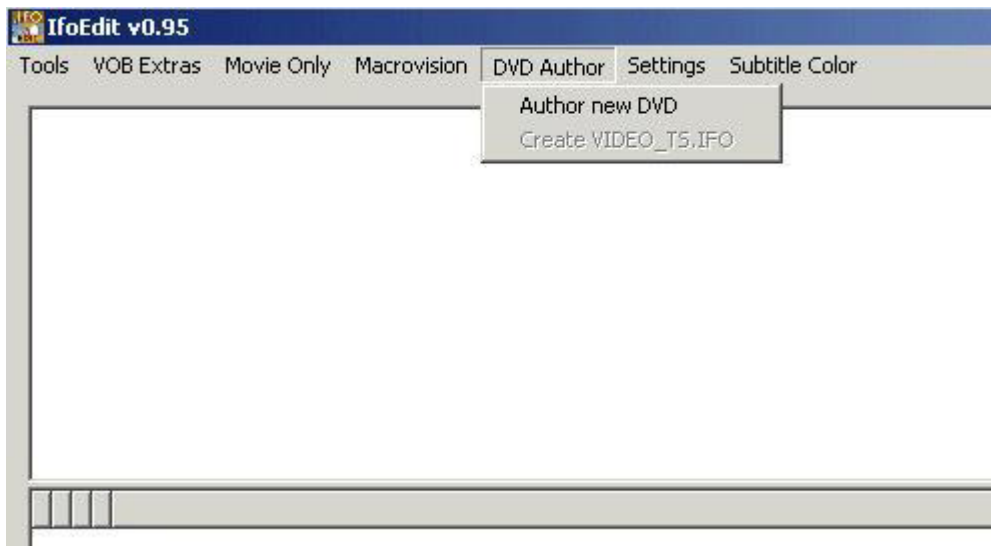 IfoEdit v0.95
Tools VOB Extras Movie Only Macrovision DVD Author Settings Subtitle Color
Author new DVD
Create VIDEO_TS.IFO